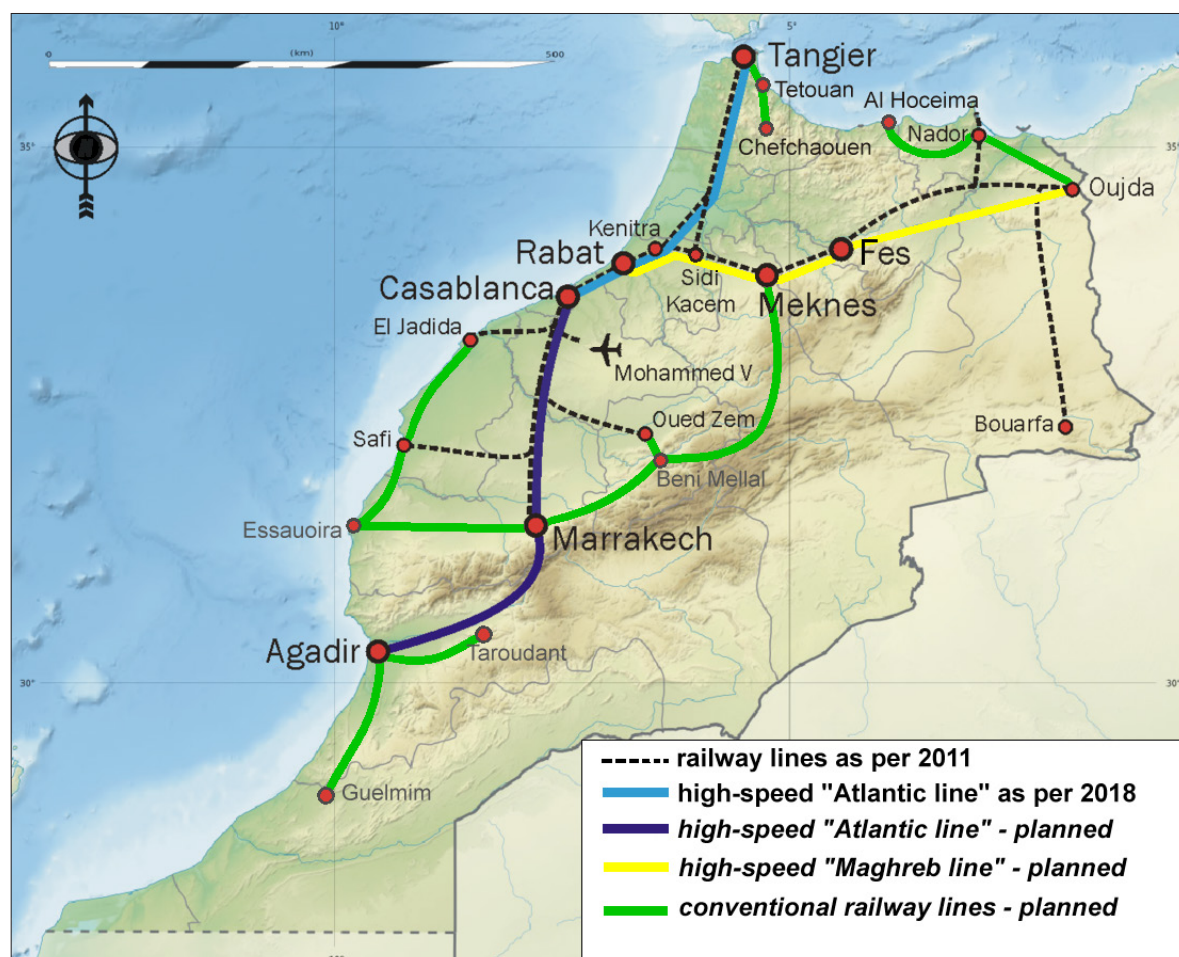 10°
5°
(km)
0
500
Tangier
Tetouan
Al Hoceima
Nador
Chefchaouen
N
35°
35°
Oujda
Kenitra
Rabat
Fes
Sidi
Kacem
Meknes
Casablanca
El Jadida
Mohammed V
Oued Zem
Safi
Bouarfa
Beni Mellal
Essauoira
Marrakech
Agadir
Taroudant
30°
30°
Guelmim
railway lines as per 2011
high-speed "Atlantic line" as per 2018
high-speed "Atlantic line" - planned
high-speed "Maghreb line" - planned
conventional railway lines - planned